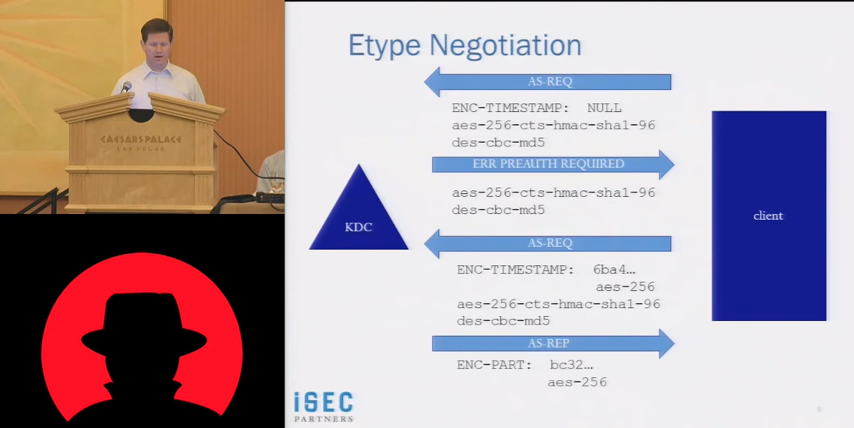 CAESARS PALACE
LAS VEGAS
Etype Negotiation
AS-REQ
ENC-TIMESTAMP: NULL
aes-256-cts-hmac-sha1-96
des-cbc-md5
ERR PREAUTH REQUIRED
aes-256-cts-hmac-sha1-96
des-cbc-md5
KDC
client
AS-REQ
ENC-TIMESTAMP: 6ba4…
aes-256
aes-256-cts-hmac-sha1-96
des-cbc-md5
AS-REP
ENC-PART: bc32…
aes-256
iSEC
PARTNERS